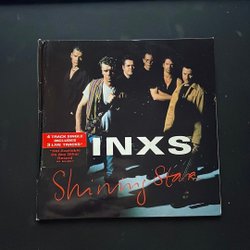 4 TRACK SINGLE
INCLUDES
3 LIVE TRACKS*
INXS
Shining Star